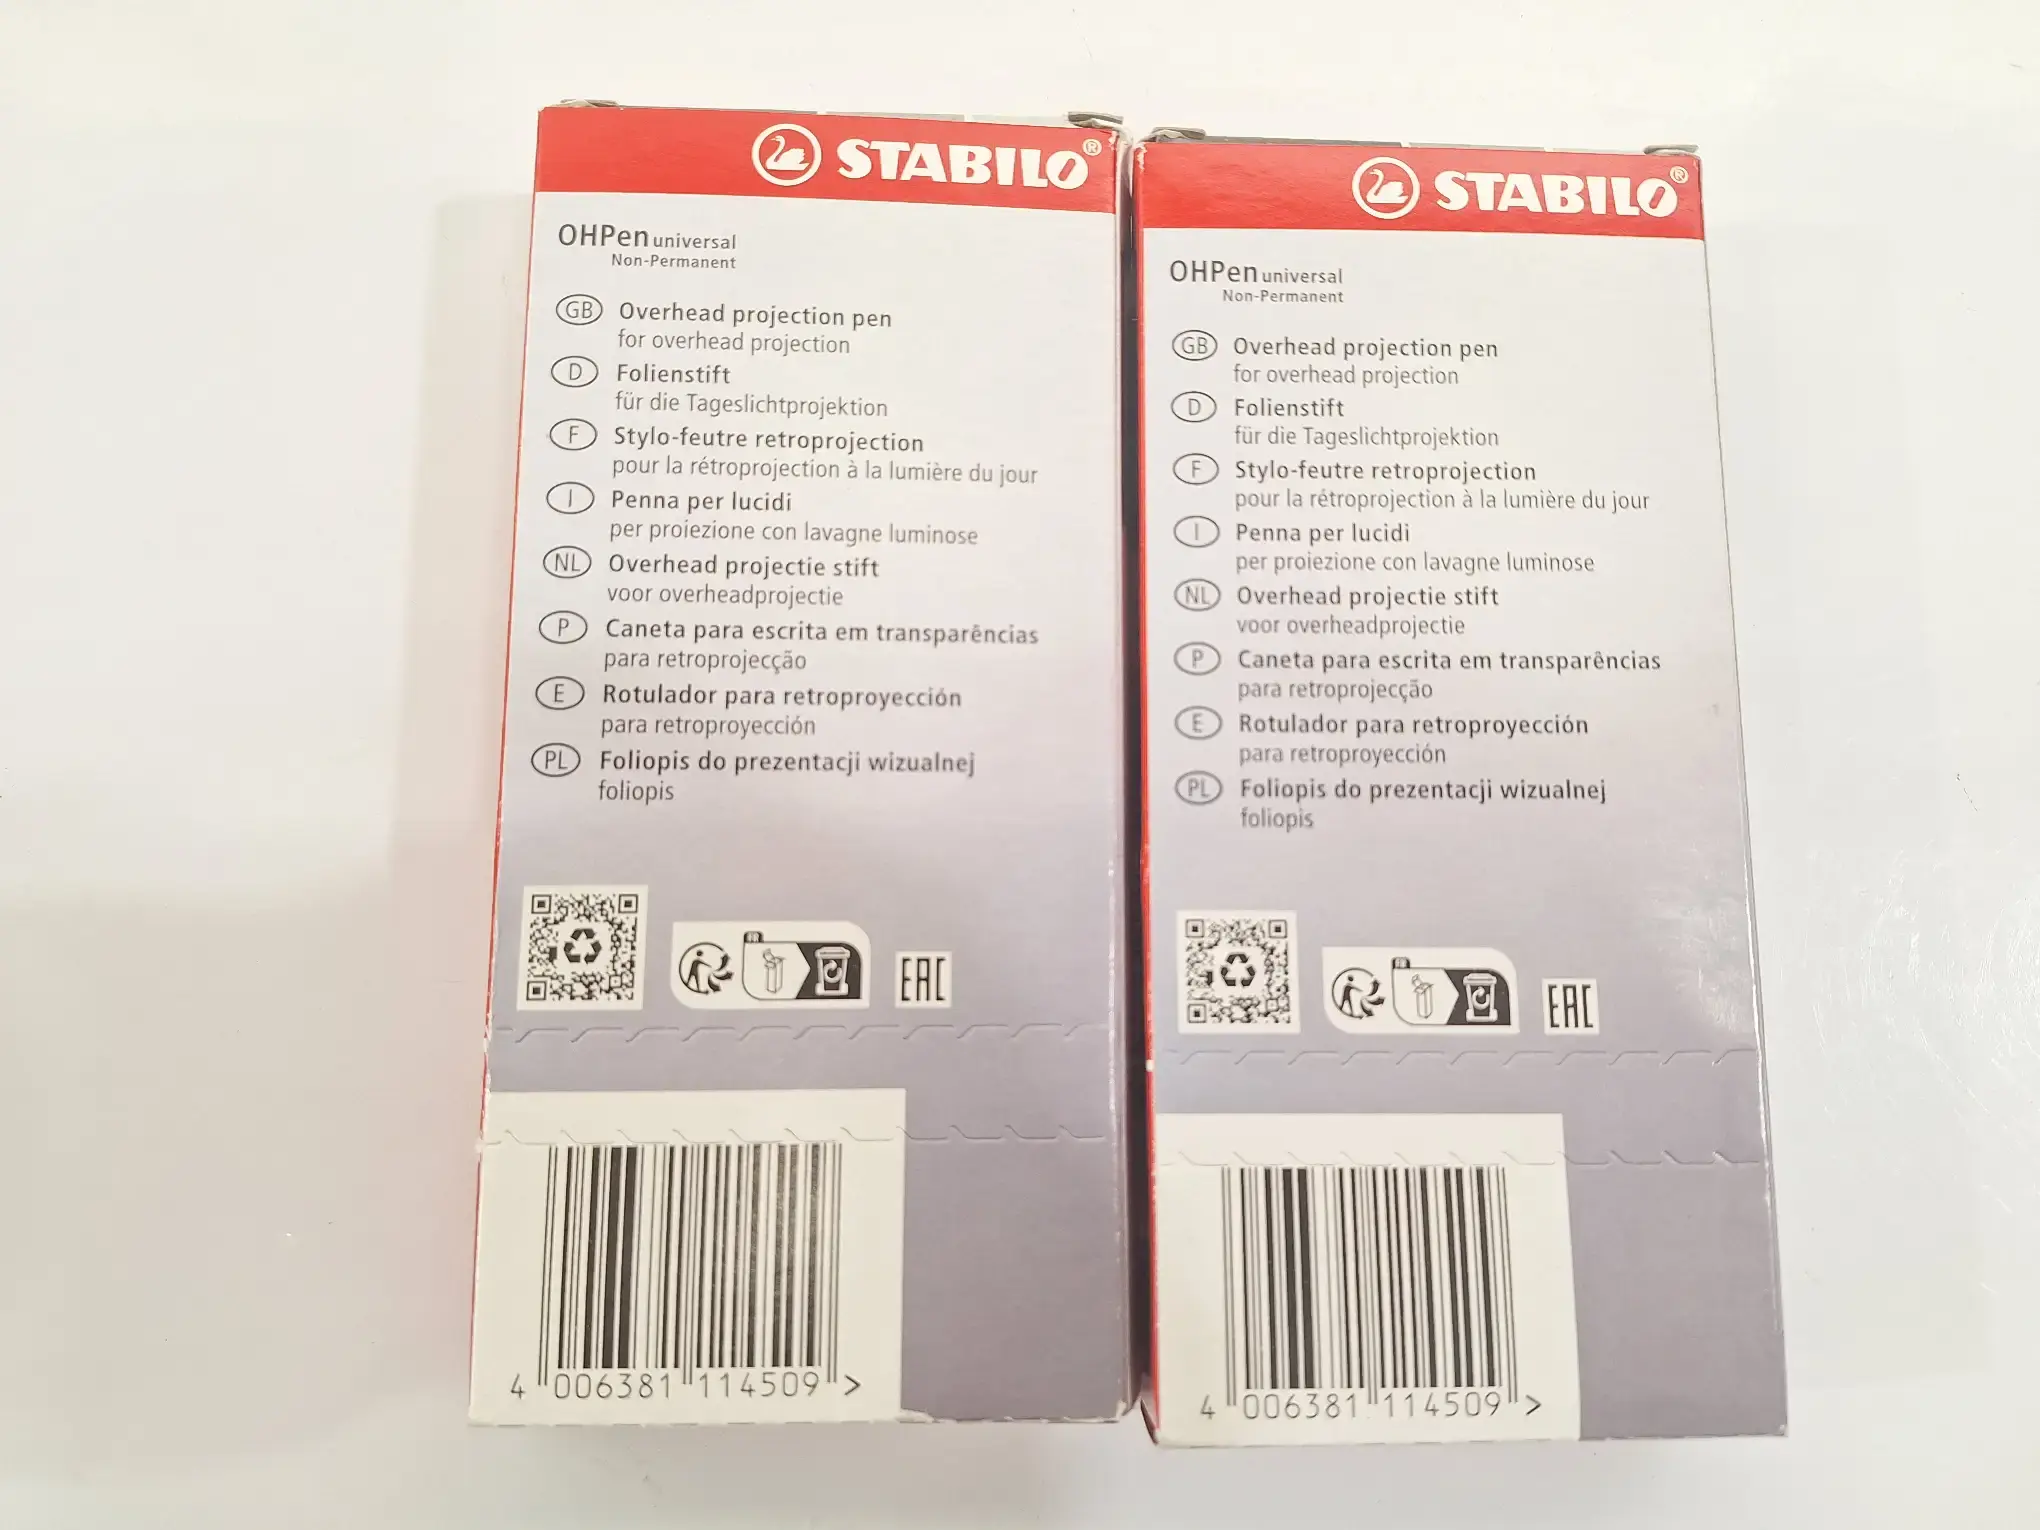 STABILO®
OHPen universal
Non-Permanent
GB Overhead projection pen
for overhead projection
D Folienstift
für die Tageslichtprojektion
F Stylo-feutre retroprojection
pour la rétroprojection à la lumière du jour
I Penna per lucidi
per proiezione con lavagne luminose
NL Overhead projectie stift
voor overheadprojectie
P Caneta para escrita em transparências
para retroprojecção
E Rotulador para retroproyección
para retroproyección
PL Foliopis do prezentacji wizualnej
foliopis
FR
EAC
4 006381 114509 >
STABILO®
OHPen universal
Non-Permanent
GB Overhead projection pen
for overhead projection
D Folienstift
für die Tageslichtprojektion
F Stylo-feutre retroprojection
pour la rétroprojection à la lumière du jour
I Penna per lucidi
per proiezione con lavagne luminose
NL Overhead projectie stift
voor overheadprojectie
P Caneta para escrita em transparências
para retroprojecção
E Rotulador para retroproyección
para retroproyección
PL Foliopis do prezentacji wizualnej
foliopis
FR
EAC
4 006381 114509 >